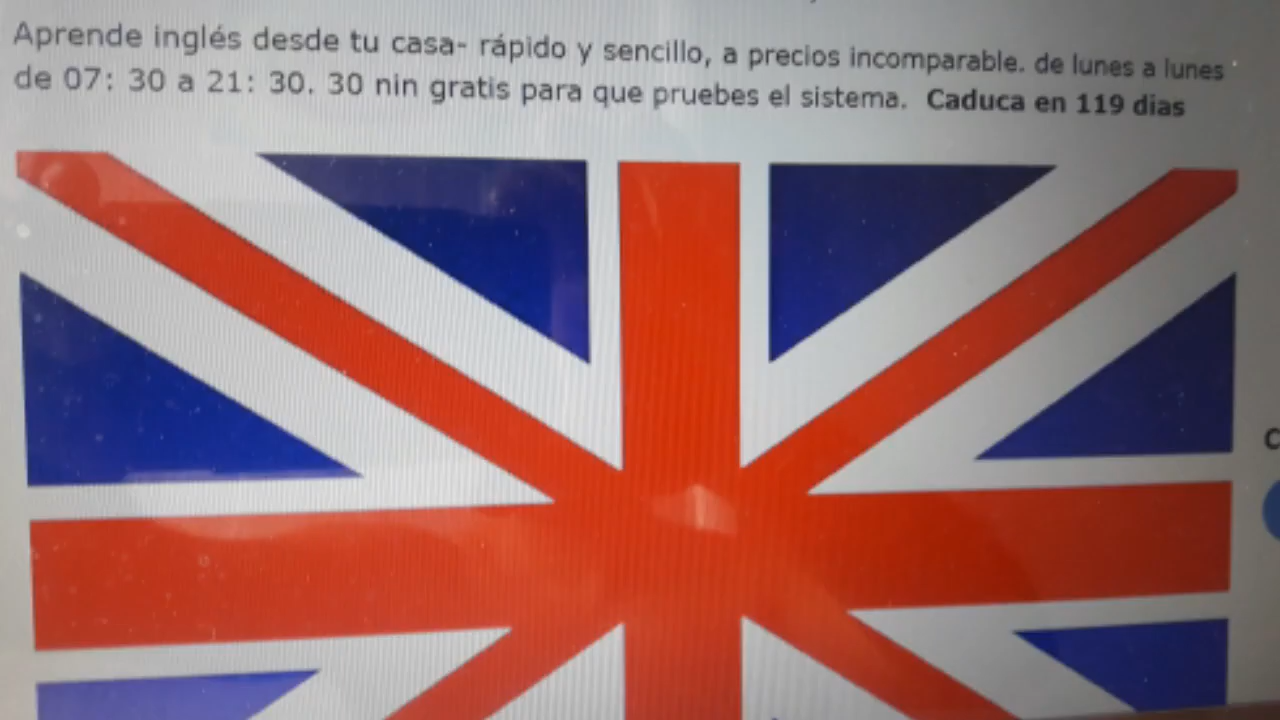 Aprende inglés desde tu casa- rápido y sencillo, a precios incomparable. de lunes a lunes
de 07: 30 a 21: 30. 30 nin gratis para que pruebes el sistema. Caduca en 119 dias